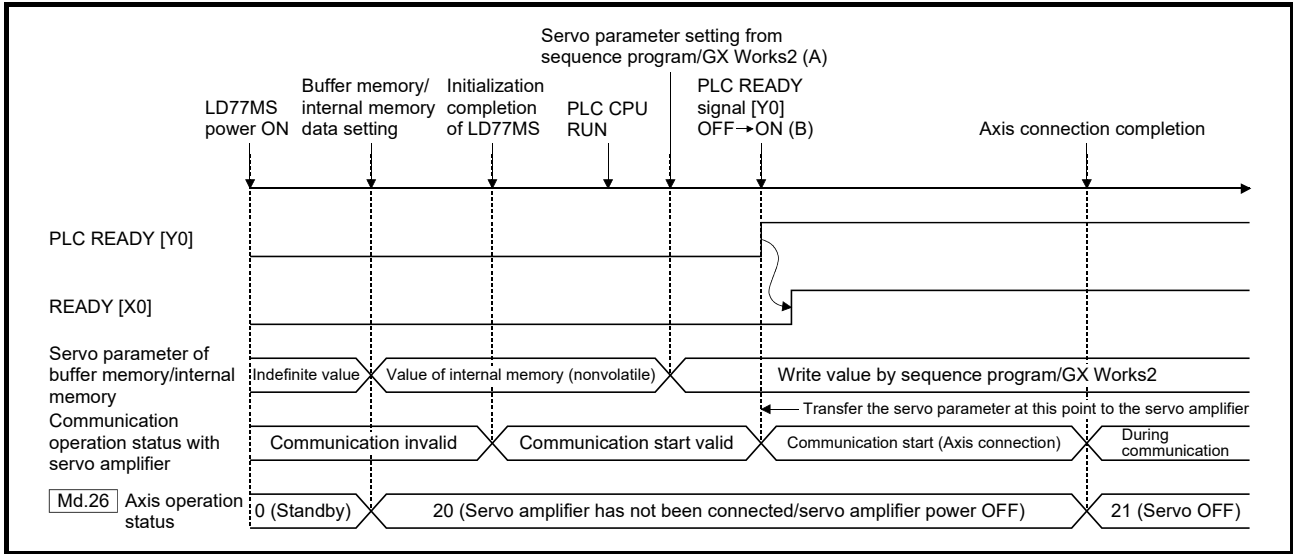 Servo parameter setting from
sequence program/GX Works2 (A)
LD77MS
power ON
Buffer memory/
internal memory
data setting
Initialization
completion
of LD77MS
PLC CPU
RUN
PLC READY
signal [Y0]
OFF→ON (B)
Axis connection completion
PLC READY [Y0]
READY [X0]
Servo parameter of
buffer memory/internal
memory
Indefinite value
Value of internal memory (nonvolatile)
Write value by sequence program/GX Works2
Transfer the servo parameter at this point to the servo amplifier
Communication
operation status with
servo amplifier
Communication invalid
Communication start valid
Communication start (Axis connection)
During
communication
Md.26 Axis operation
status
0 (Standby)
20 (Servo amplifier has not been connected/servo amplifier power OFF)
21 (Servo OFF)